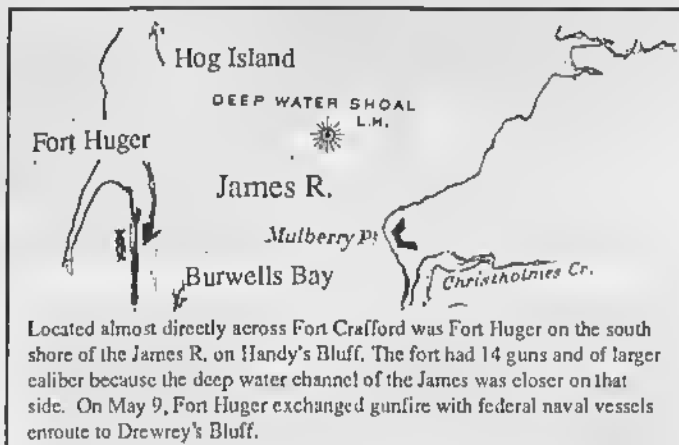 Hog Island
DEEP WATER SHOAL
L.H.
Fort Huger
James R.
Mulberry Pt
Burwells Bay
Christholmes Cr.
Located almost directly across Fort Crafford was Fort Huger on the south
shore of the James R. on Handy's Bluff. The fort had 14 guns and of larger
caliber because the deep water channel of the James was closer on that
side. On May 9, Fort Huger exchanged gunfire with federal naval vessels
enroute to Drewrey's Bluff.